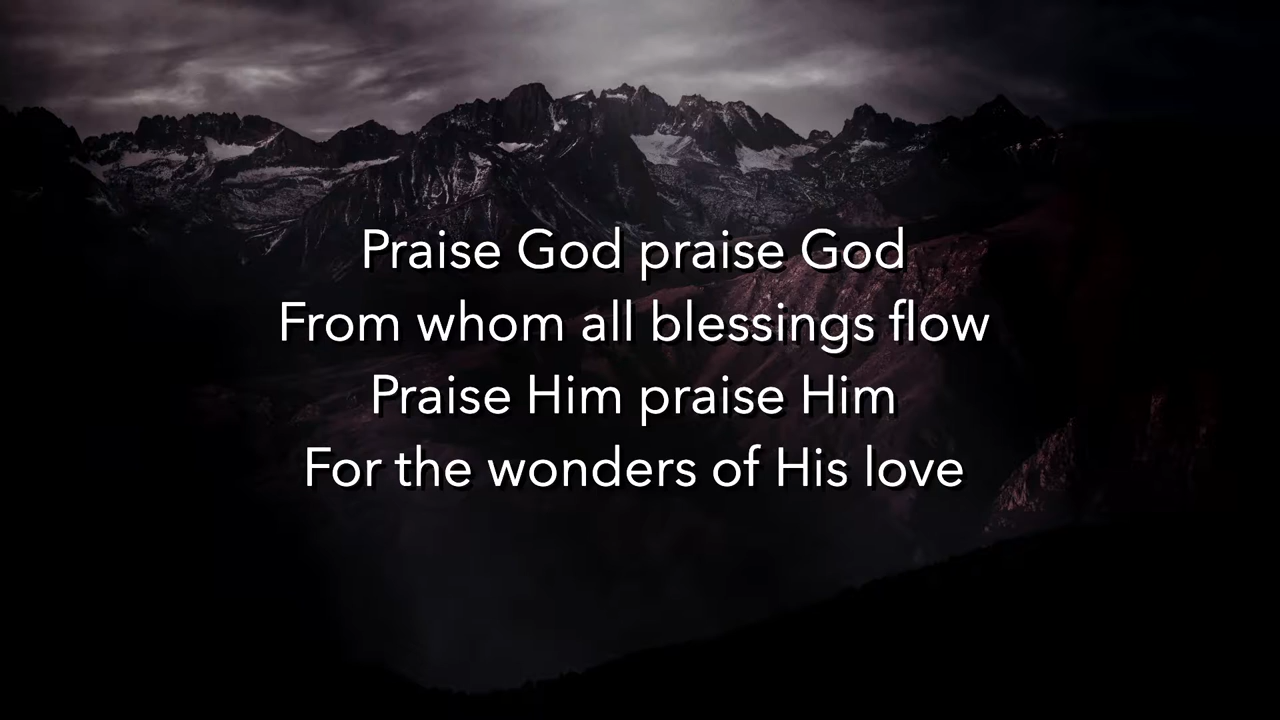 Praise God praise God
From whom all blessings flow
Praise Him praise Him
For the wonders of His love